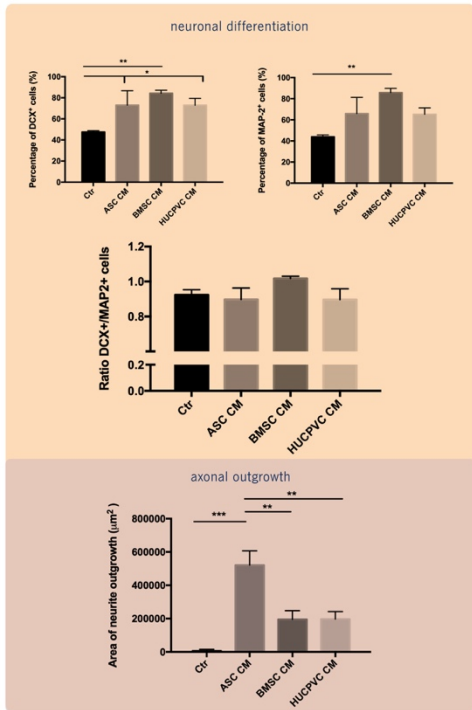 neuronal differentiation
Percentage of DCX⁺ cells (%)
100
80
60
40
20
0
**
*
Ctr
ASC CM
BMSC CM
HUCPVC CM
Percentage of MAP-2⁺ cells (%)
100
80
60
40
20
0
**
Ctr
ASC CM
BMSC CM
HUCPVC CM
Ratio DCX+/MAP2+ cells
1.2
1.0
0.8
0.2
0.0
Ctr
ASC CM
BMSC CM
HUCPVC CM
axonal outgrowth
Area of neurite outgrowth (µm²)
800000
600000
400000
200000
0
***
**
**
Ctr
ASC CM
BMSC CM
HUCPVC CM